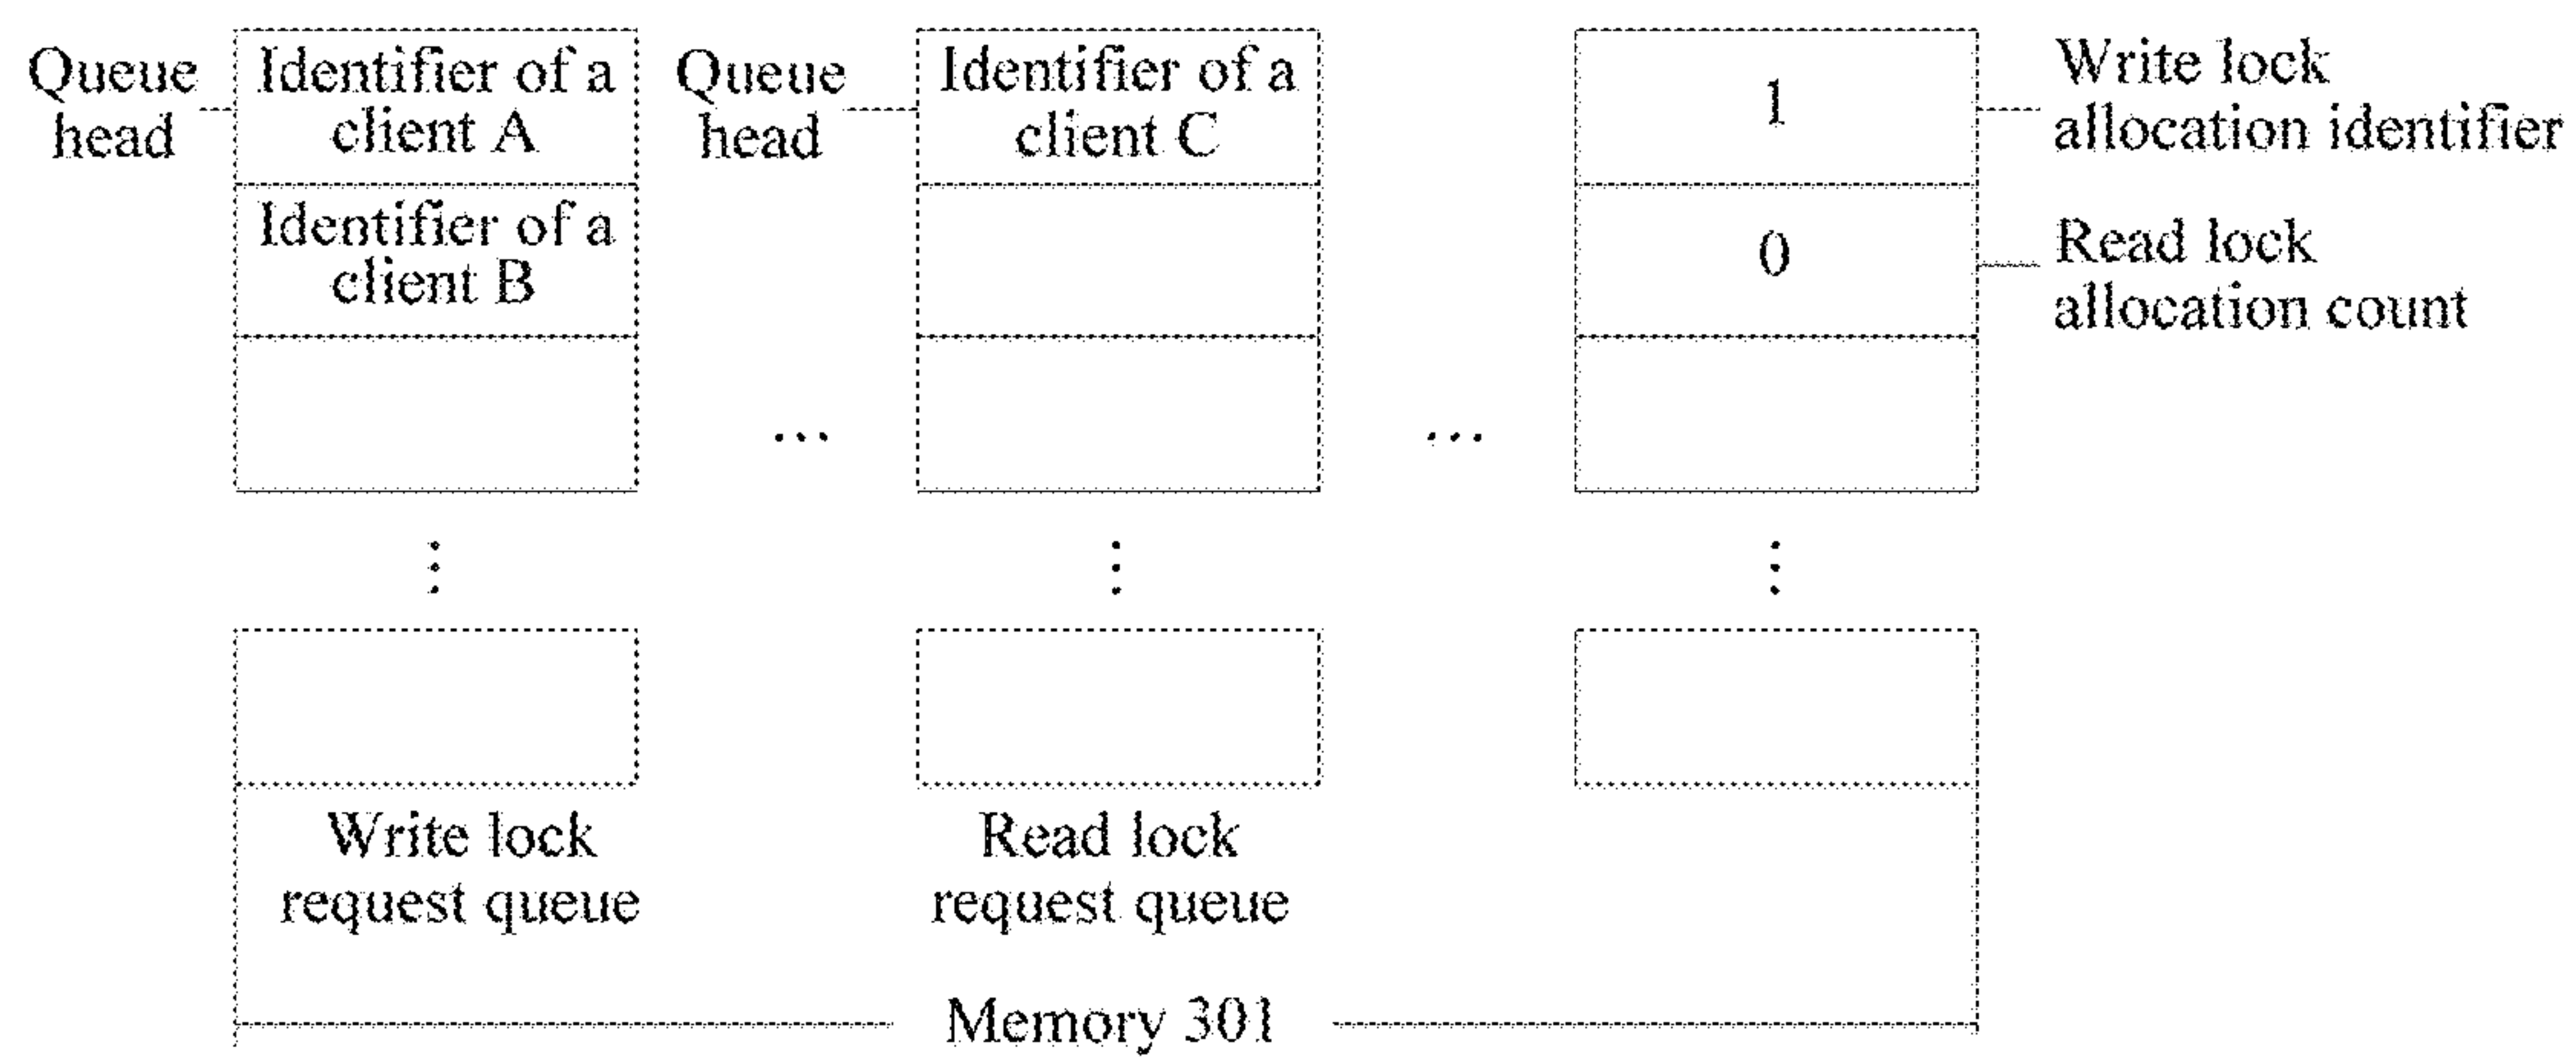 Queue
head
Identifier of a
client A
Identifier of a
client B
Queue
head
Identifier of a
client C
1
0
Write lock
allocation identifier
Read lock
allocation count
...
...
Write lock
request queue
Read lock
request queue
Memory 301